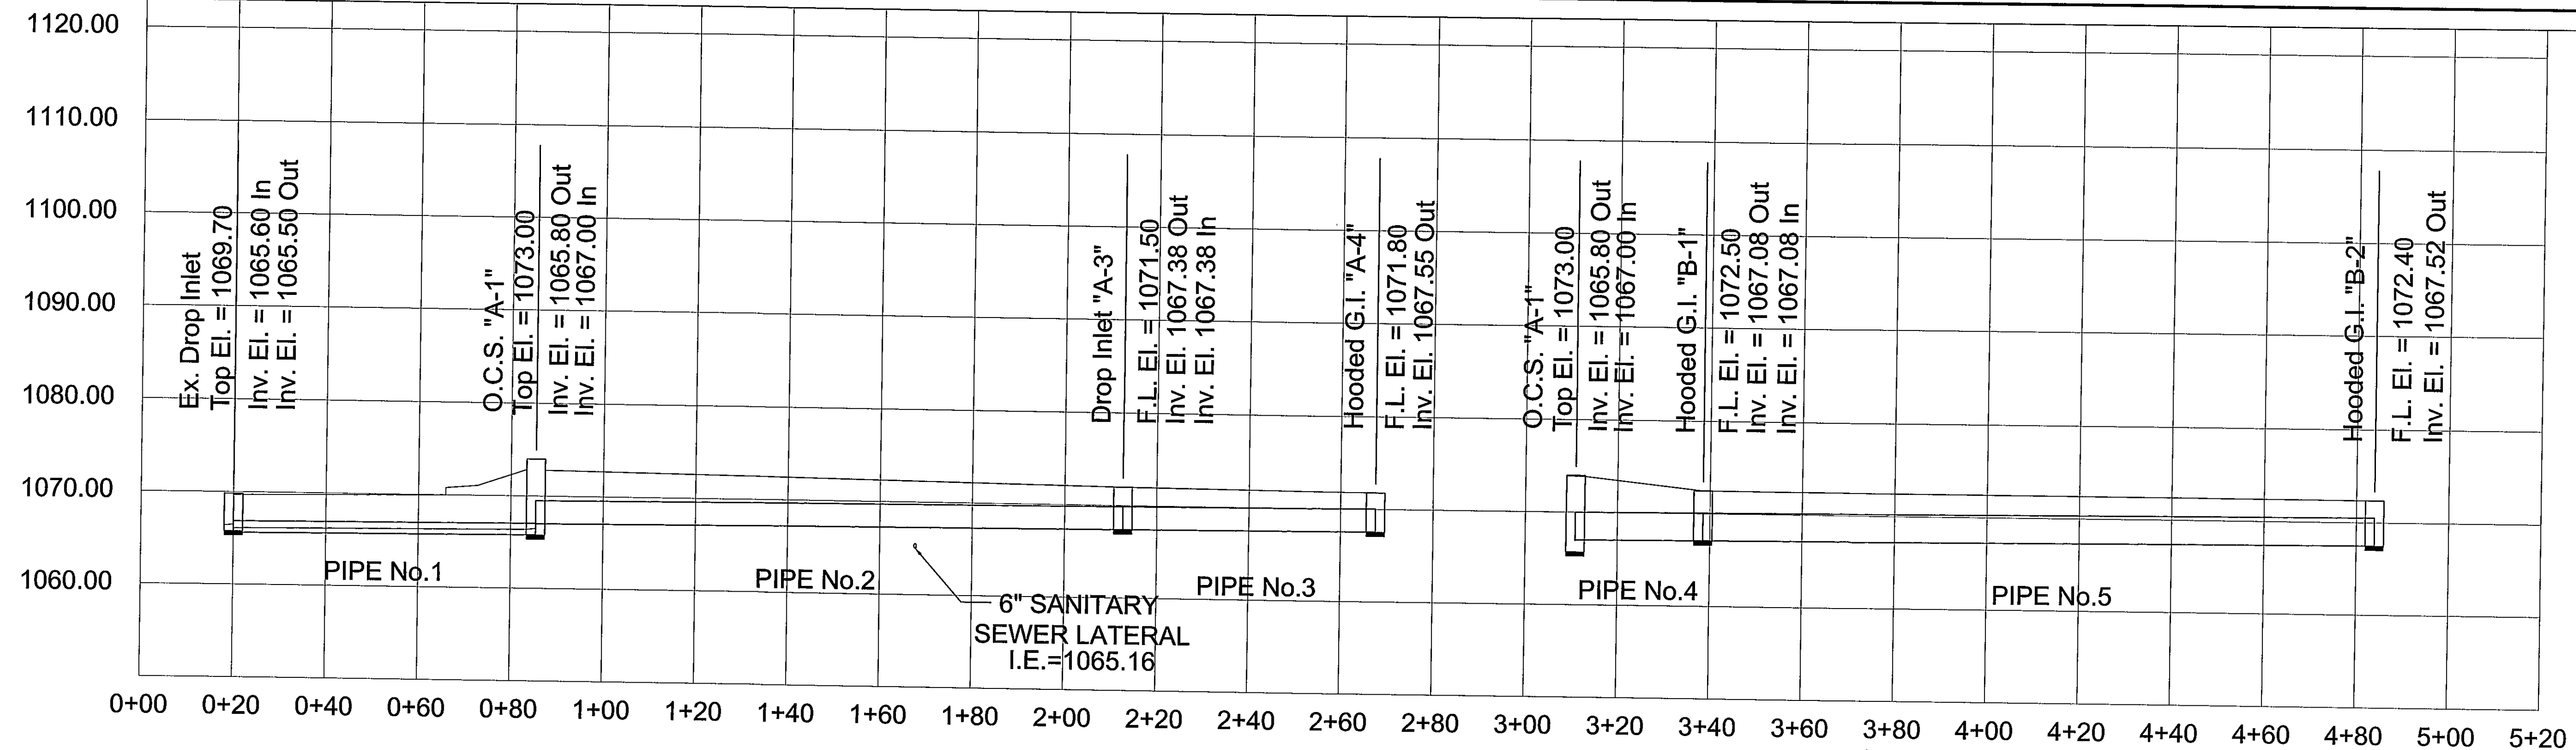 1120.00
1110.00
1100.00
1090.00
1080.00
1070.00
1060.00
Ex. Drop Inlet
Top El. = 1069.70
Inv. El. = 1065.60 In
Inv. El. = 1065.50 Out
O.C.S. "A-1"
Top El. = 1073.00
Inv. El. = 1065.80 Out
Inv. El. = 1067.00 In
Drop Inlet "A-3"
F.L. El. = 1071.50
Inv. El. 1067.38 Out
Inv. El. 1067.38 In
Hooded G.I. "A-4"
F.L. El. = 1071.80
Inv. El. 1067.55 Out
O.C.S. "A-1"
Top El. = 1073.00
Inv. El. = 1065.80 Out
Inv. El. = 1067.00 In
Hooded G.I. "B-1"
F.L. El. = 1072.50
Inv. El. = 1067.08 Out
Inv. El. = 1067.08 In
Hooded G.I. "B-2"
F.L. El. = 1072.40
Inv. El. = 1067.52 Out
PIPE No.1
PIPE No.2
PIPE No.3
PIPE No.4
PIPE No.5
6" SANITARY
SEWER LATERAL
I.E.=1065.16
0+00 0+20 0+40 0+60 0+80 1+00 1+20 1+40 1+60 1+80 2+00 2+20 2+40 2+60 2+80 3+00 3+20 3+40 3+60 3+80 4+00 4+20 4+40 4+60 4+80 5+00 5+20